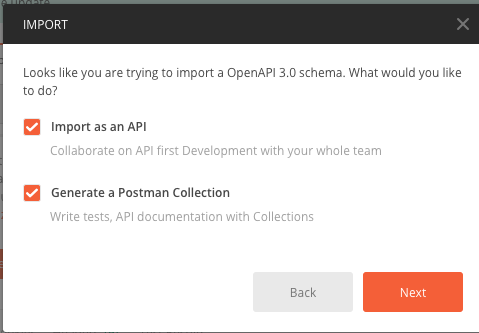 IMPORT
Looks like you are trying to import a OpenAPI 3.0 schema. What would you like
to do?
Import as an API
Collaborate on API first Development with your whole team
Generate a Postman Collection
Write tests, API documentation with Collections
Back
Next